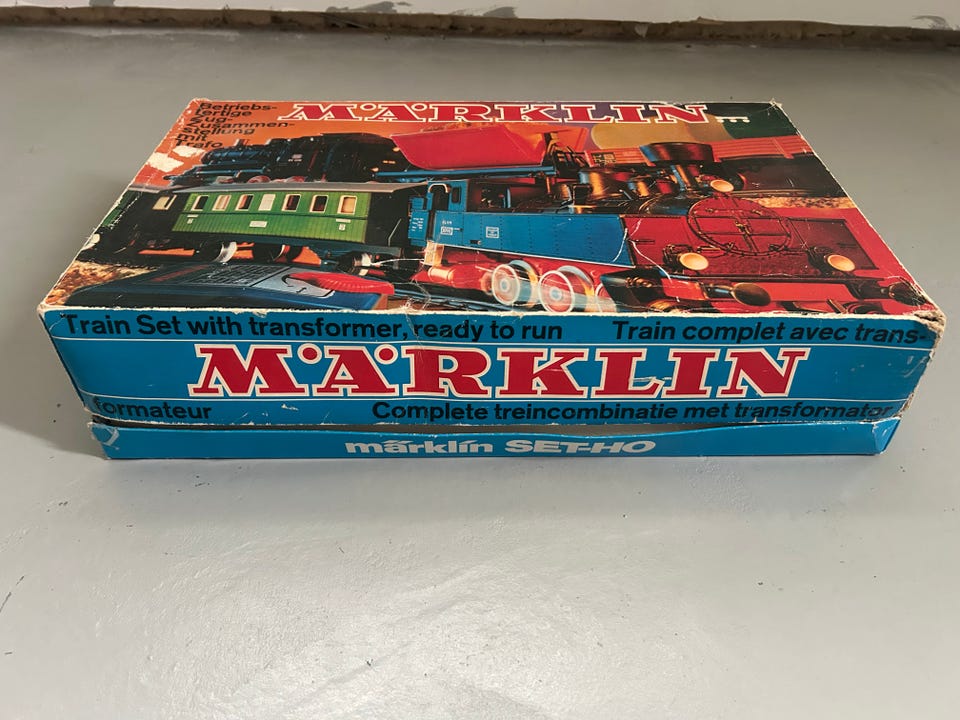 Betriebs-
fertige
Zug-
zusammen-
stellung
mit
Trafo
MÄRKLIN
Train Set with transformer, ready to run Train complet avec trans-
MÄRKLIN
formateur Complete treincombinatie met transformator
märklin SET-HO